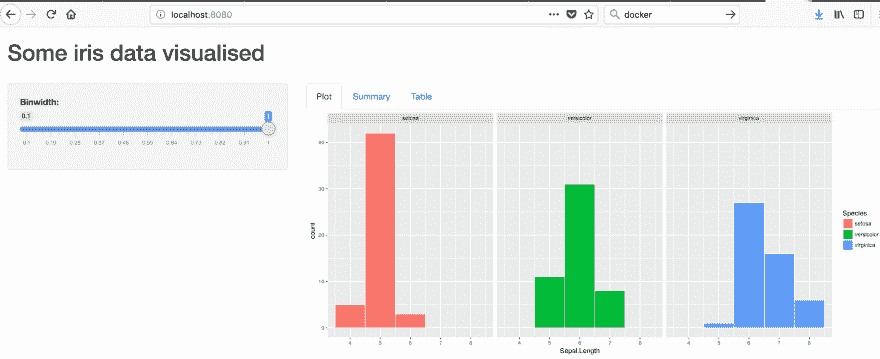 localhost:8080
docker
Some iris data visualised
Binwidth:
0.1
1
0.1 0.19 0.28 0.37 0.46 0.55 0.64 0.73 0.82 0.91 1
Plot Summary Table
setosa versicolor virginica
count
40
30
20
10
0
4 5 6 7 8
4 5 6 7 8
4 5 6 7 8
Sepal.Length
Species
setosa
versicolor
virginica